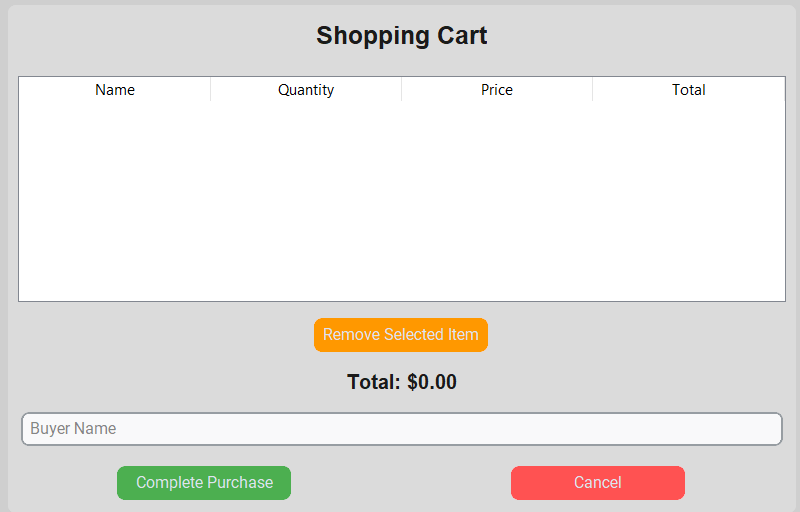 Shopping Cart
Name Quantity Price Total
Remove Selected Item
Total: $0.00
Buyer Name
Complete Purchase Cancel